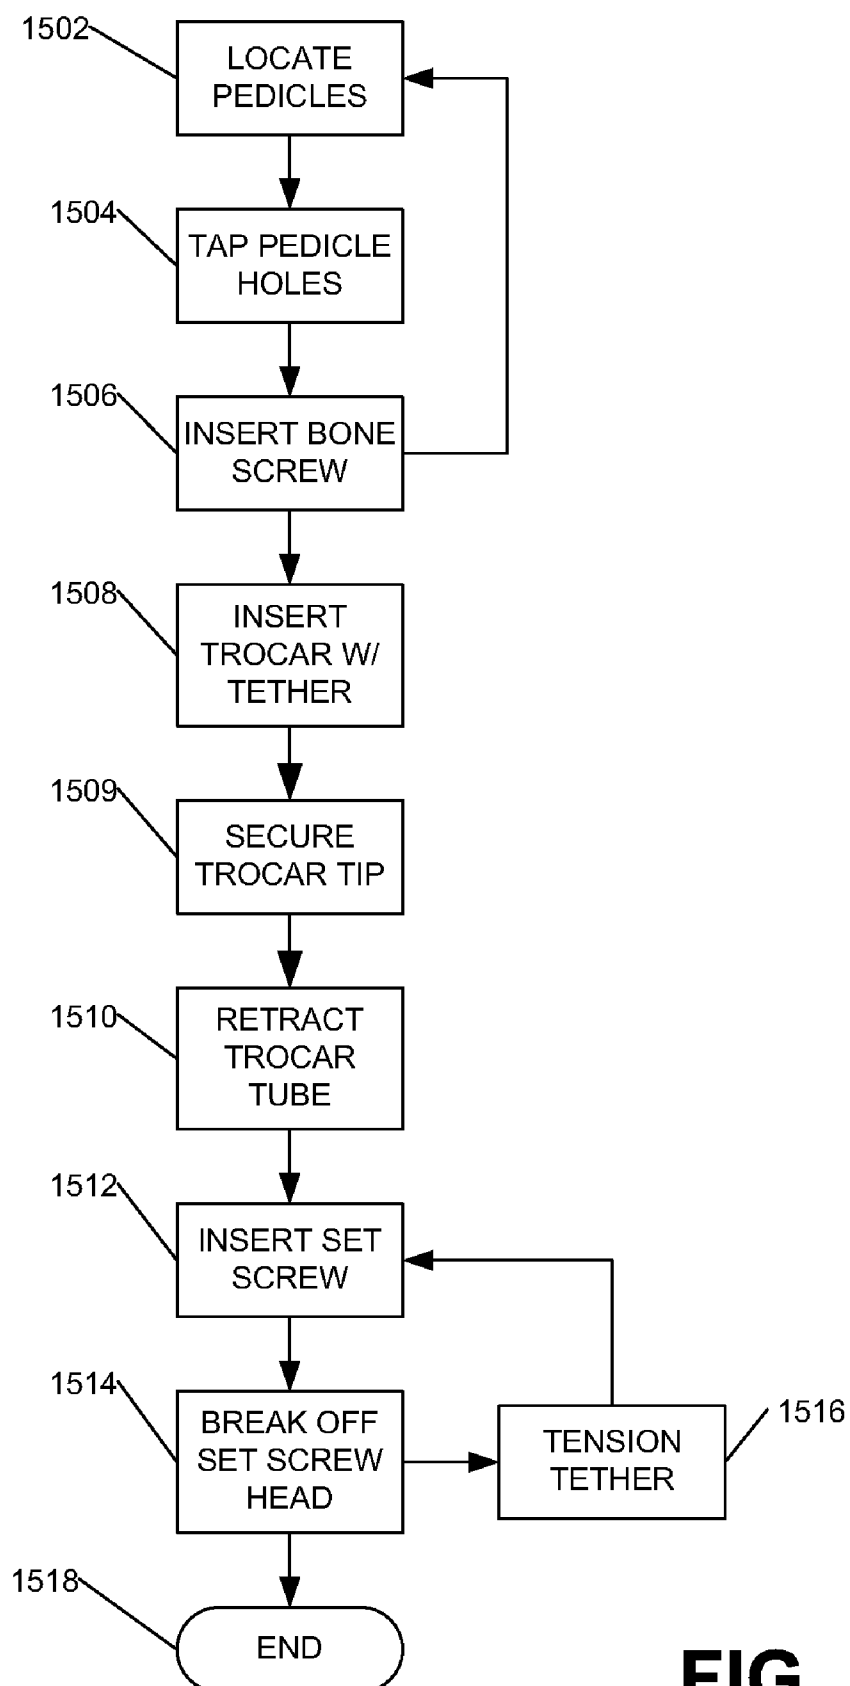 1502
LOCATE
PEDICLES
1504
TAP PEDICLE
HOLES
1506
INSERT BONE
SCREW
1508
INSERT
TROCAR W/
TETHER
1509
SECURE
TROCAR TIP
1510
RETRACT
TROCAR
TUBE
1512
INSERT SET
SCREW
1514
BREAK OFF
SET SCREW
HEAD
TENSION
TETHER
1516
1518
END
FIG